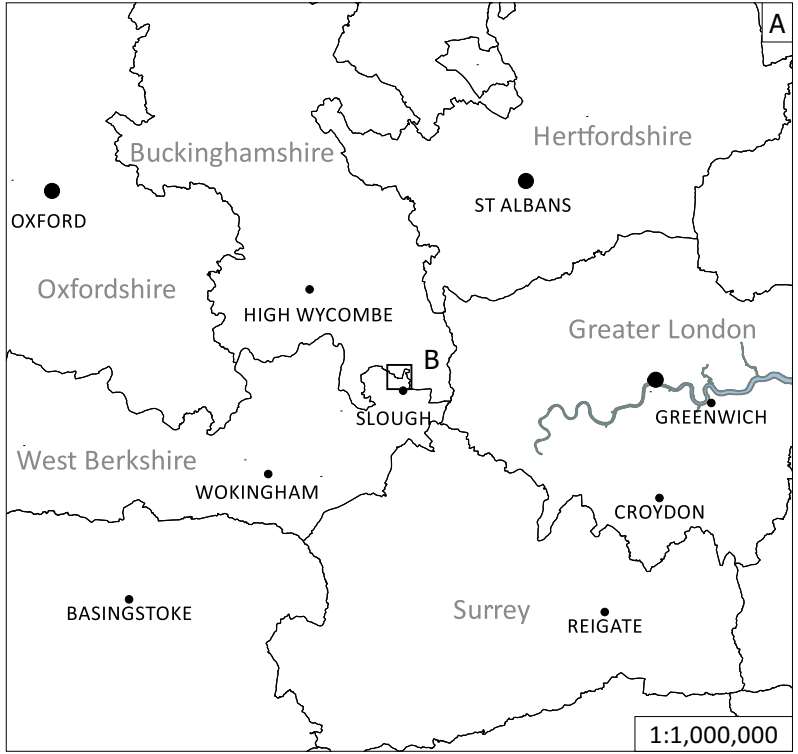 A
Hertfordshire
Buckinghamshire
ST ALBANS
OXFORD
Oxfordshire
HIGH WYCOMBE
Greater London
B
SLOUGH
GREENWICH
West Berkshire
WOKINGHAM
CROYDON
BASINGSTOKE
Surrey
REIGATE
1:1,000,000